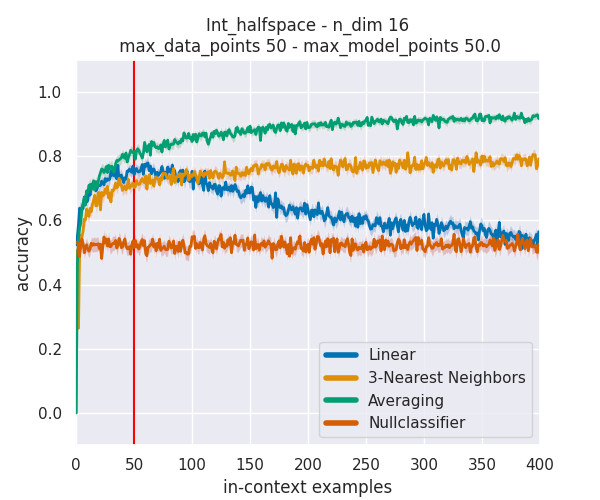 Int_halfspace - n_dim 16
max_data_points 50 - max_model_points 50.0
accuracy
1.0
0.8
0.6
0.4
0.2
0.0
0 50 100 150 200 250 300 350 400
in-context examples
Linear
3-Nearest Neighbors
Averaging
Nullclassifier